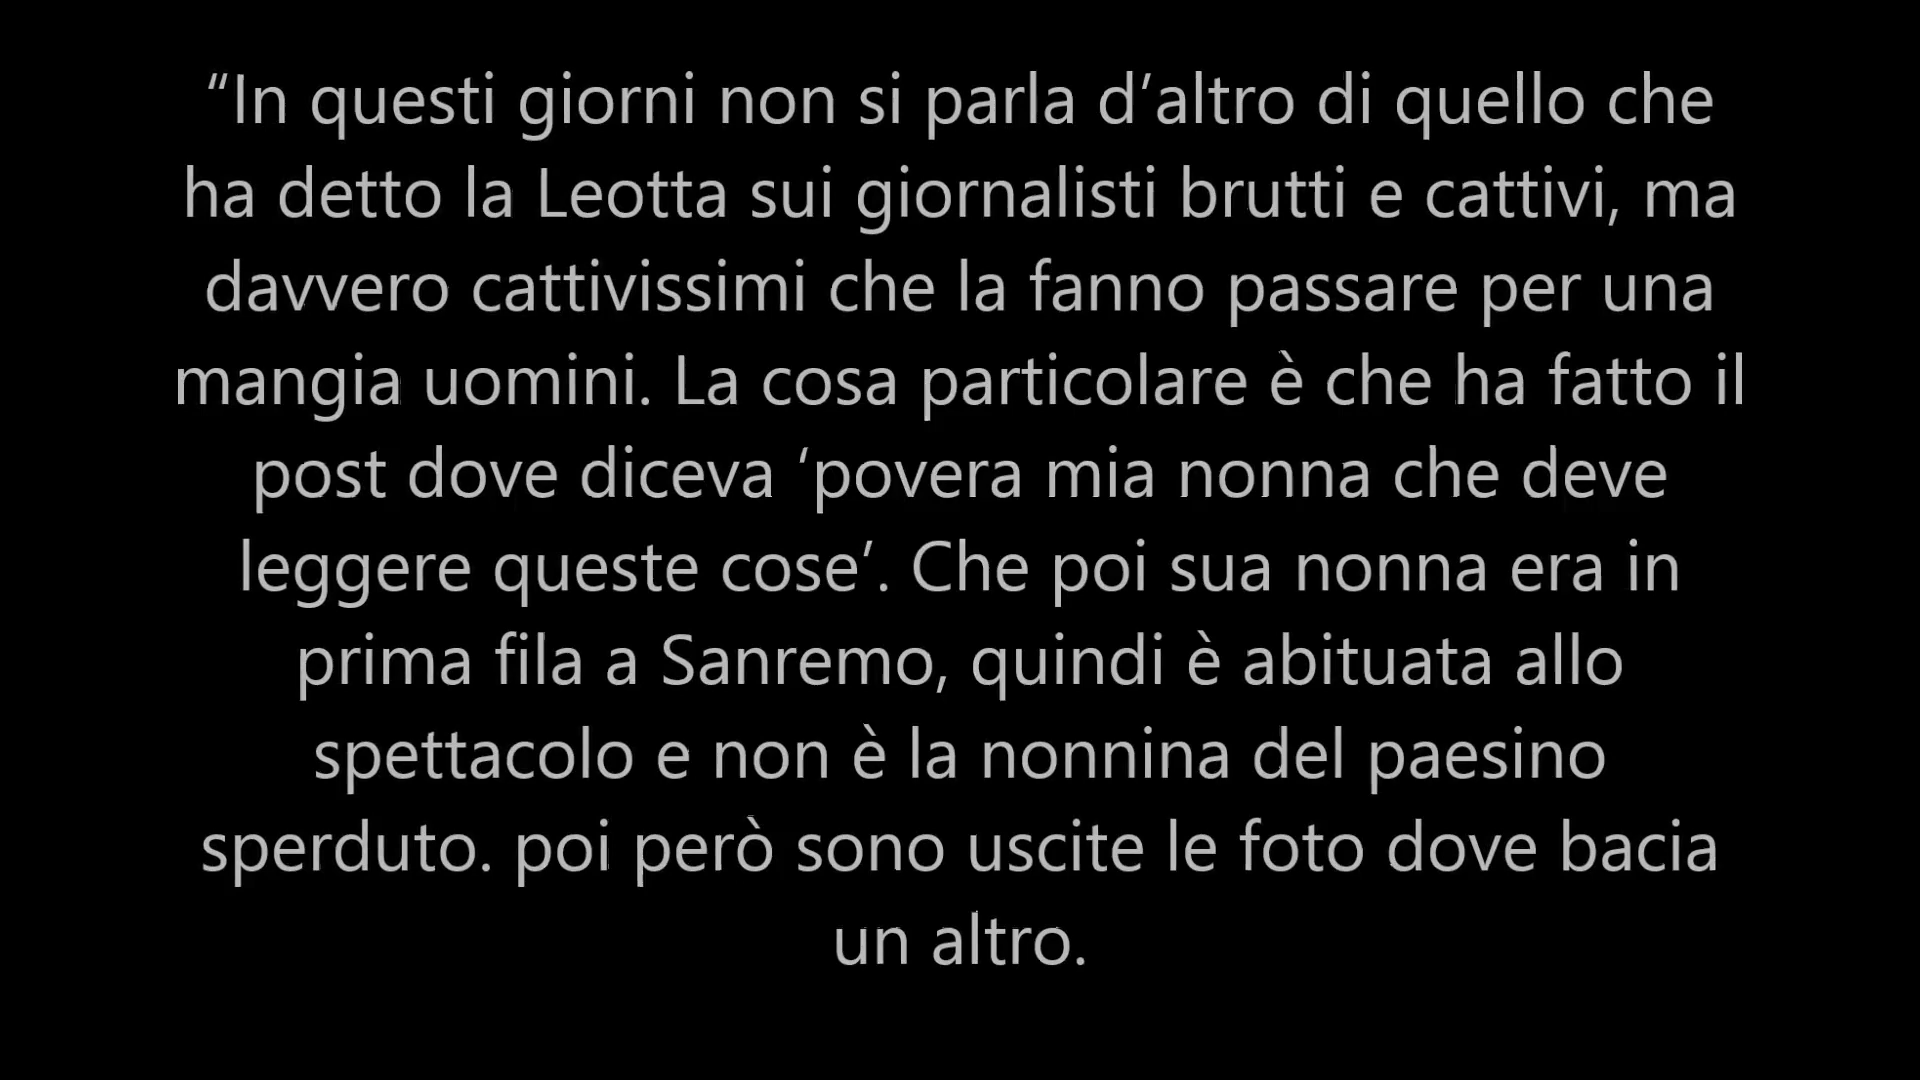 “In questi giorni non si parla d’altro di quello che
ha detto la Leotta sui giornalisti brutti e cattivi, ma
davvero cattivissimi che la fanno passare per una
mangia uomini. La cosa particolare è che ha fatto il
post dove diceva ‘povera mia nonna che deve
leggere queste cose’. Che poi sua nonna era in
prima fila a Sanremo, quindi è abituata allo
spettacolo e non è la nonnina del paesino
sperduto. poi però sono uscite le foto dove bacia
un altro.